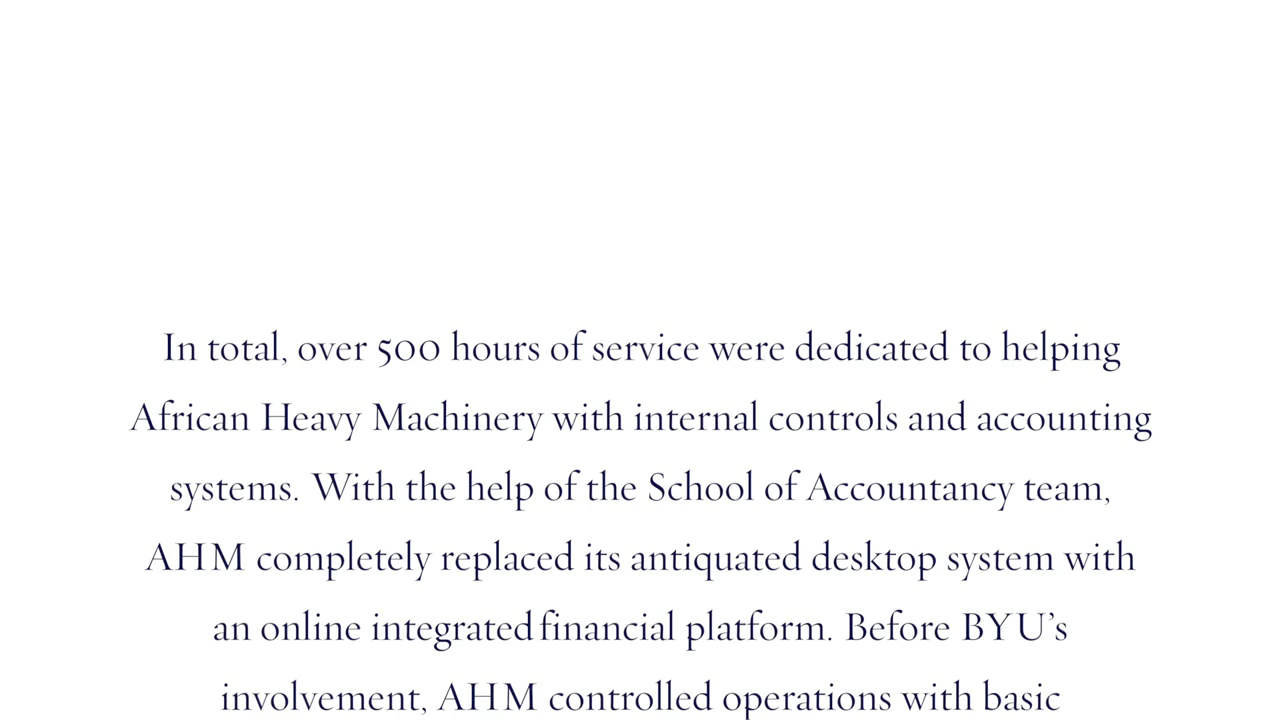 In total, over 500 hours of service were dedicated to helping
African Heavy Machinery with internal controls and accounting
systems. With the help of the School of Accountancy team,
AHM completely replaced its antiquated desktop system with
an online integrated financial platform. Before BYU’s
involvement, AHM controlled operations with basic